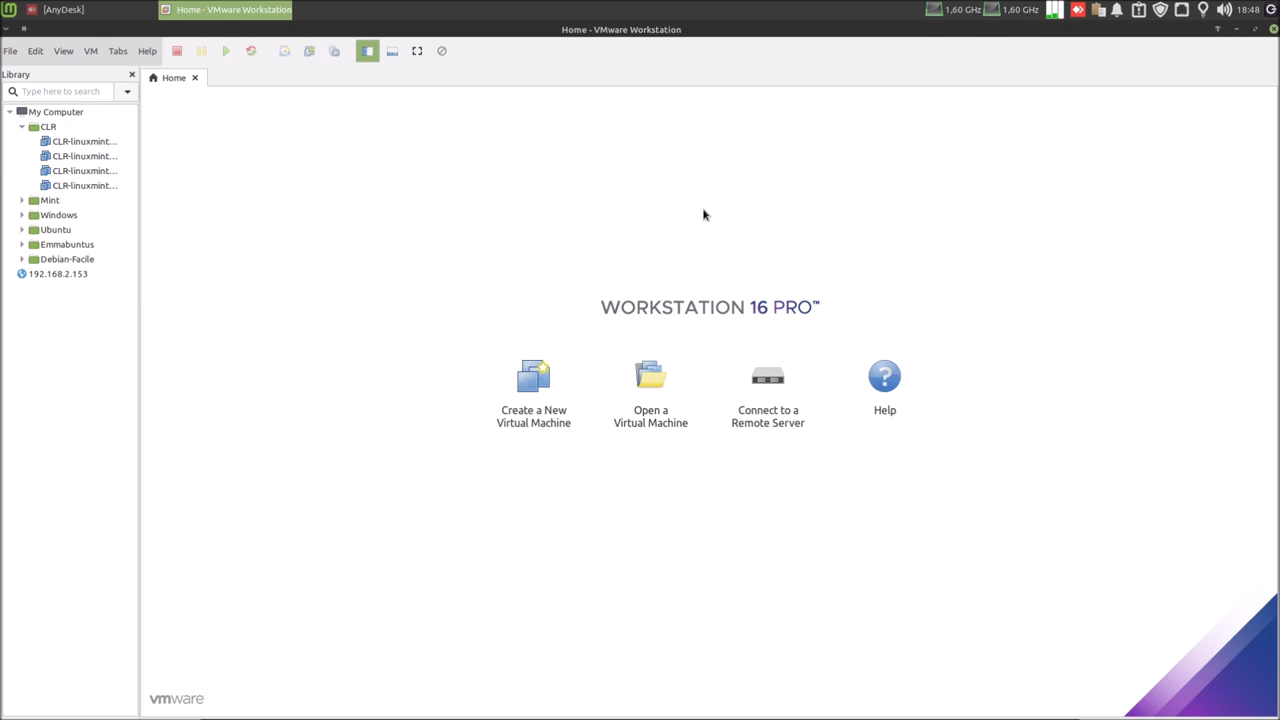 [AnyDesk]
Home - VMware Workstation
1,60 GHz
1,60 GHz
18:48
Home - VMware Workstation
File Edit View VM Tabs Help
Library
Type here to search
Home
My Computer
CLR
CLR-linuxmint...
CLR-linuxmint...
CLR-linuxmint...
CLR-linuxmint...
Mint
Windows
Ubuntu
Emmabuntus
Debian-Facile
192.168.2.153
WORKSTATION 16 PRO™
Create a New
Virtual Machine
Open a
Virtual Machine
Connect to a
Remote Server
Help
vmware